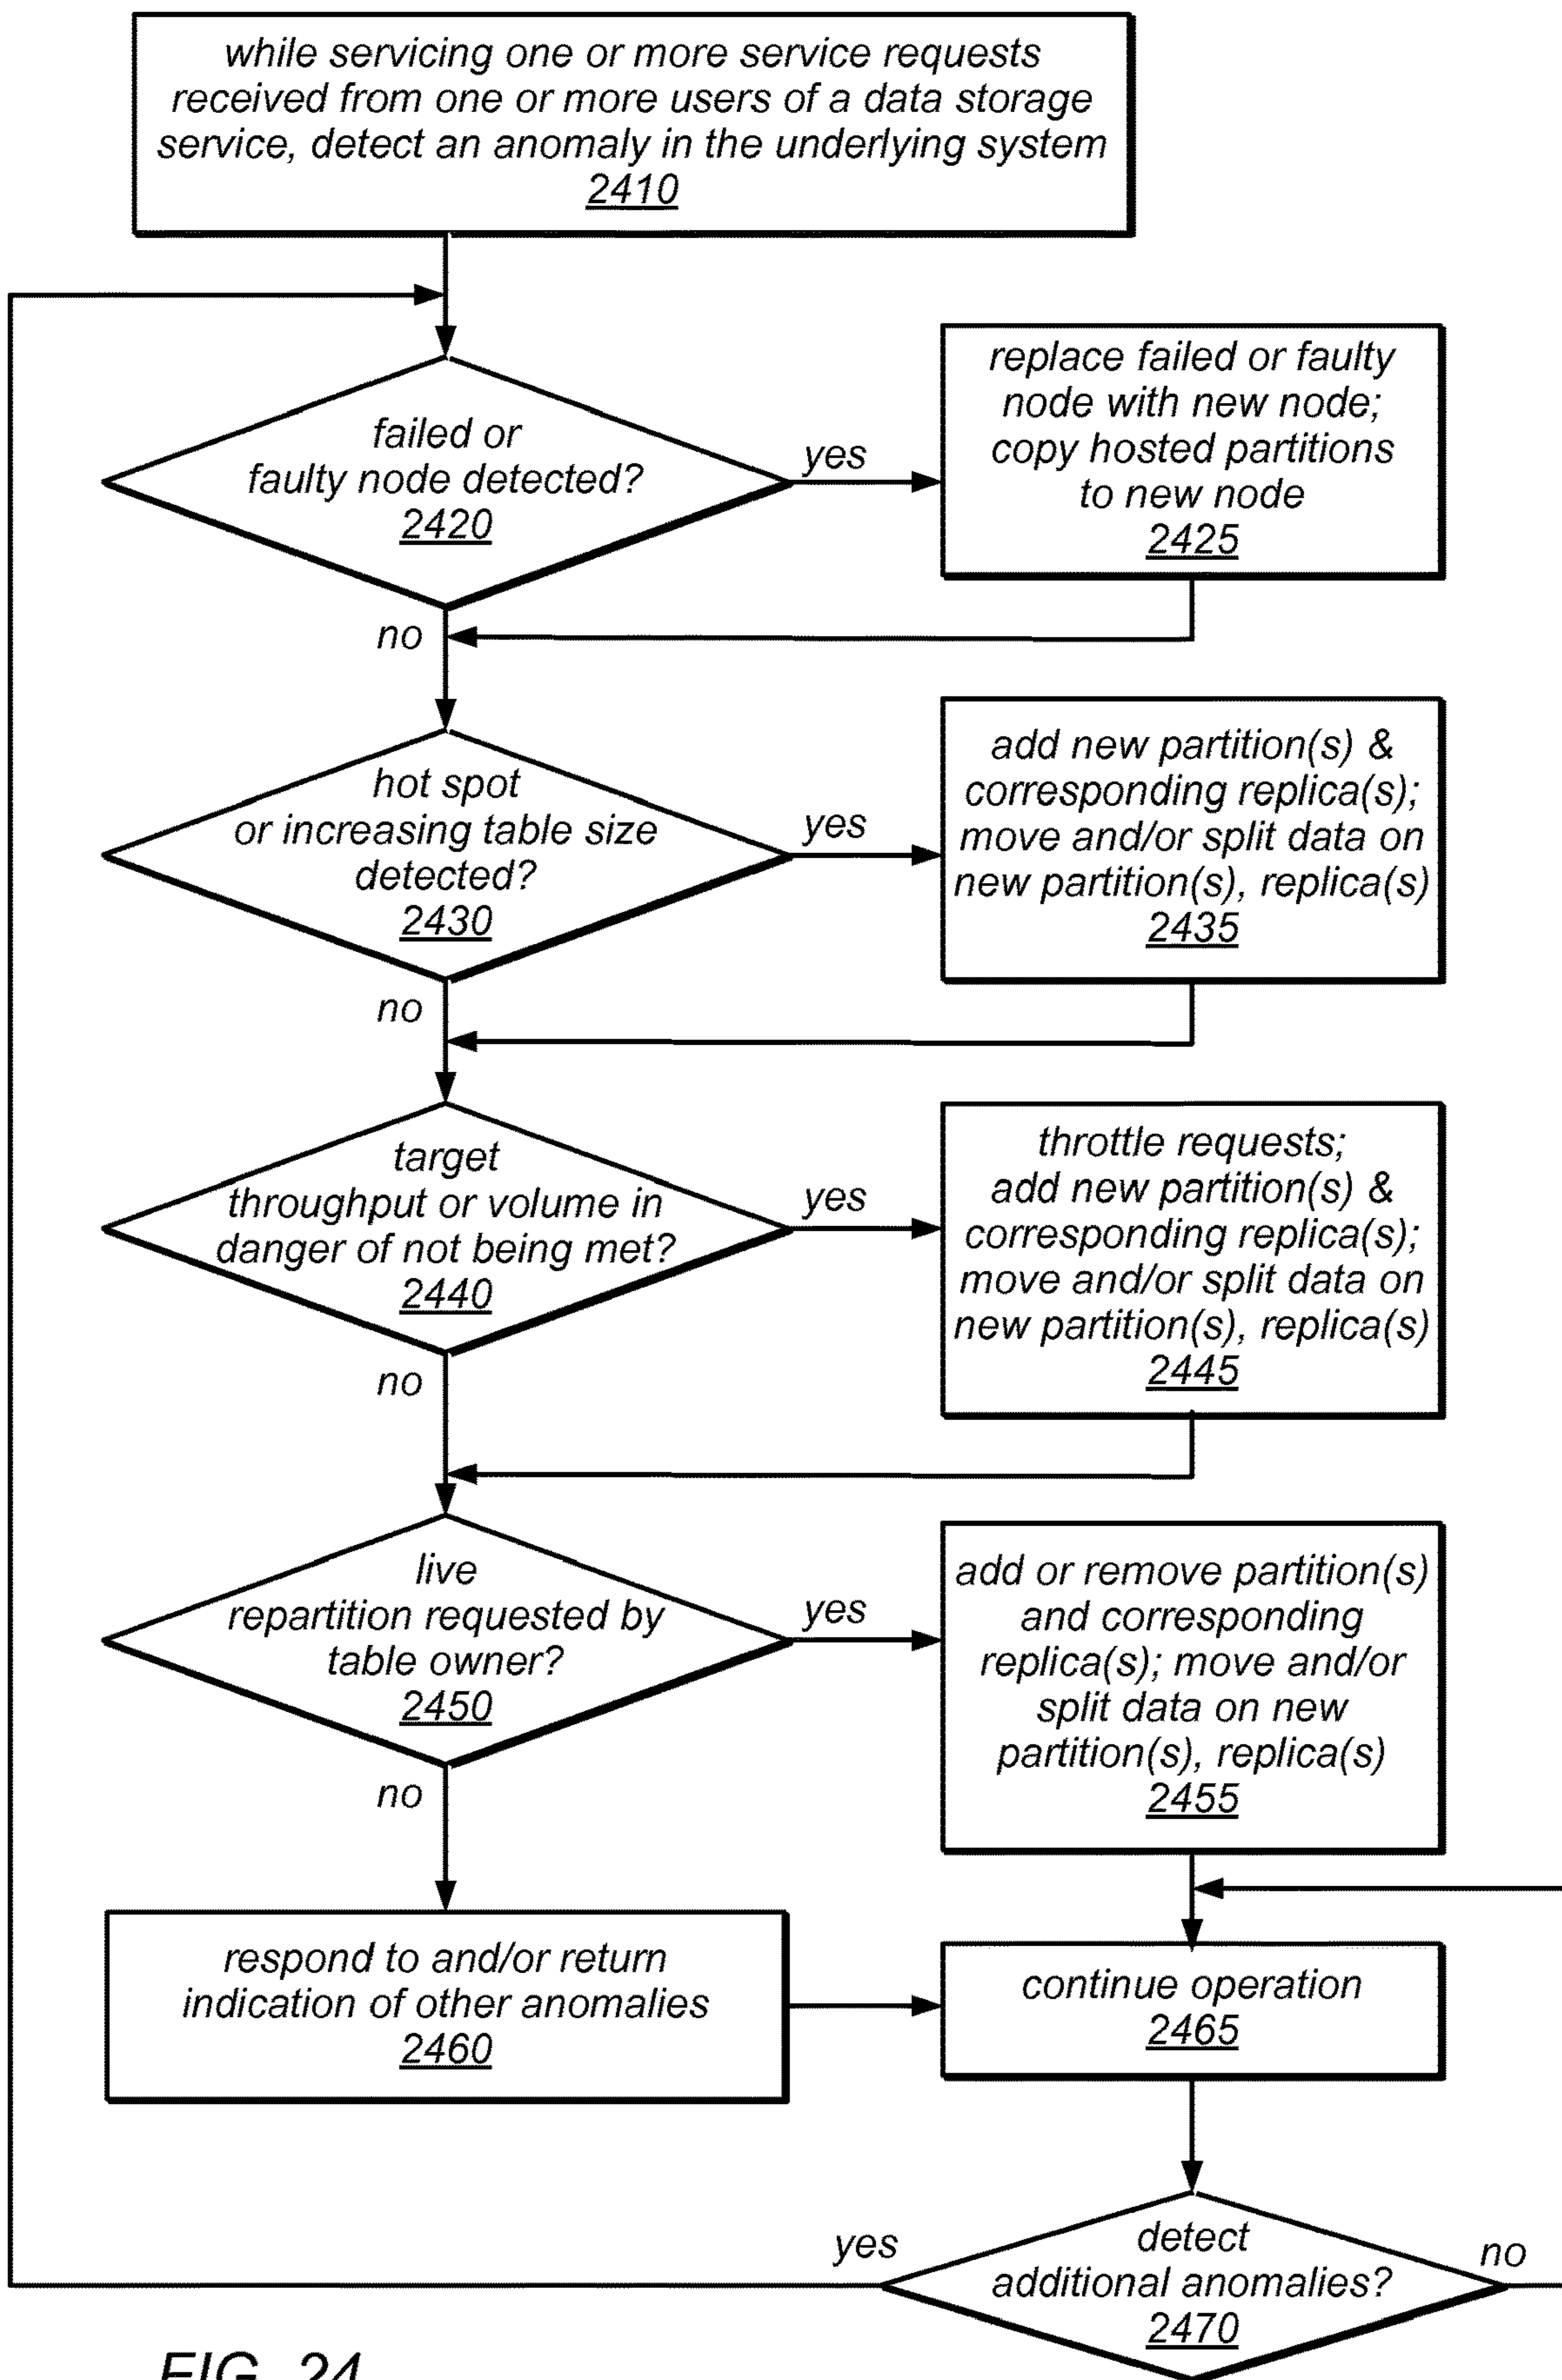 while servicing one or more service requests
received from one or more users of a data storage
service, detect an anomaly in the underlying system
2410
failed or
faulty node detected?
2420
yes
replace failed or faulty
node with new node;
copy hosted partitions
to new node
2425
no
hot spot
or increasing table size
detected?
2430
yes
add new partition(s) &
corresponding replica(s);
move and/or split data on
new partition(s), replica(s)
2435
no
target
throughput or volume in
danger of not being met?
2440
yes
throttle requests;
add new partition(s) &
corresponding replica(s);
move and/or split data on
new partition(s), replica(s)
2445
no
live
repartition requested by
table owner?
2450
yes
add or remove partition(s)
and corresponding
replica(s); move and/or
split data on new
partition(s), replica(s)
2455
no
respond to and/or return
indication of other anomalies
2460
continue operation
2465
yes
detect
additional anomalies?
2470
no
FIG. 24